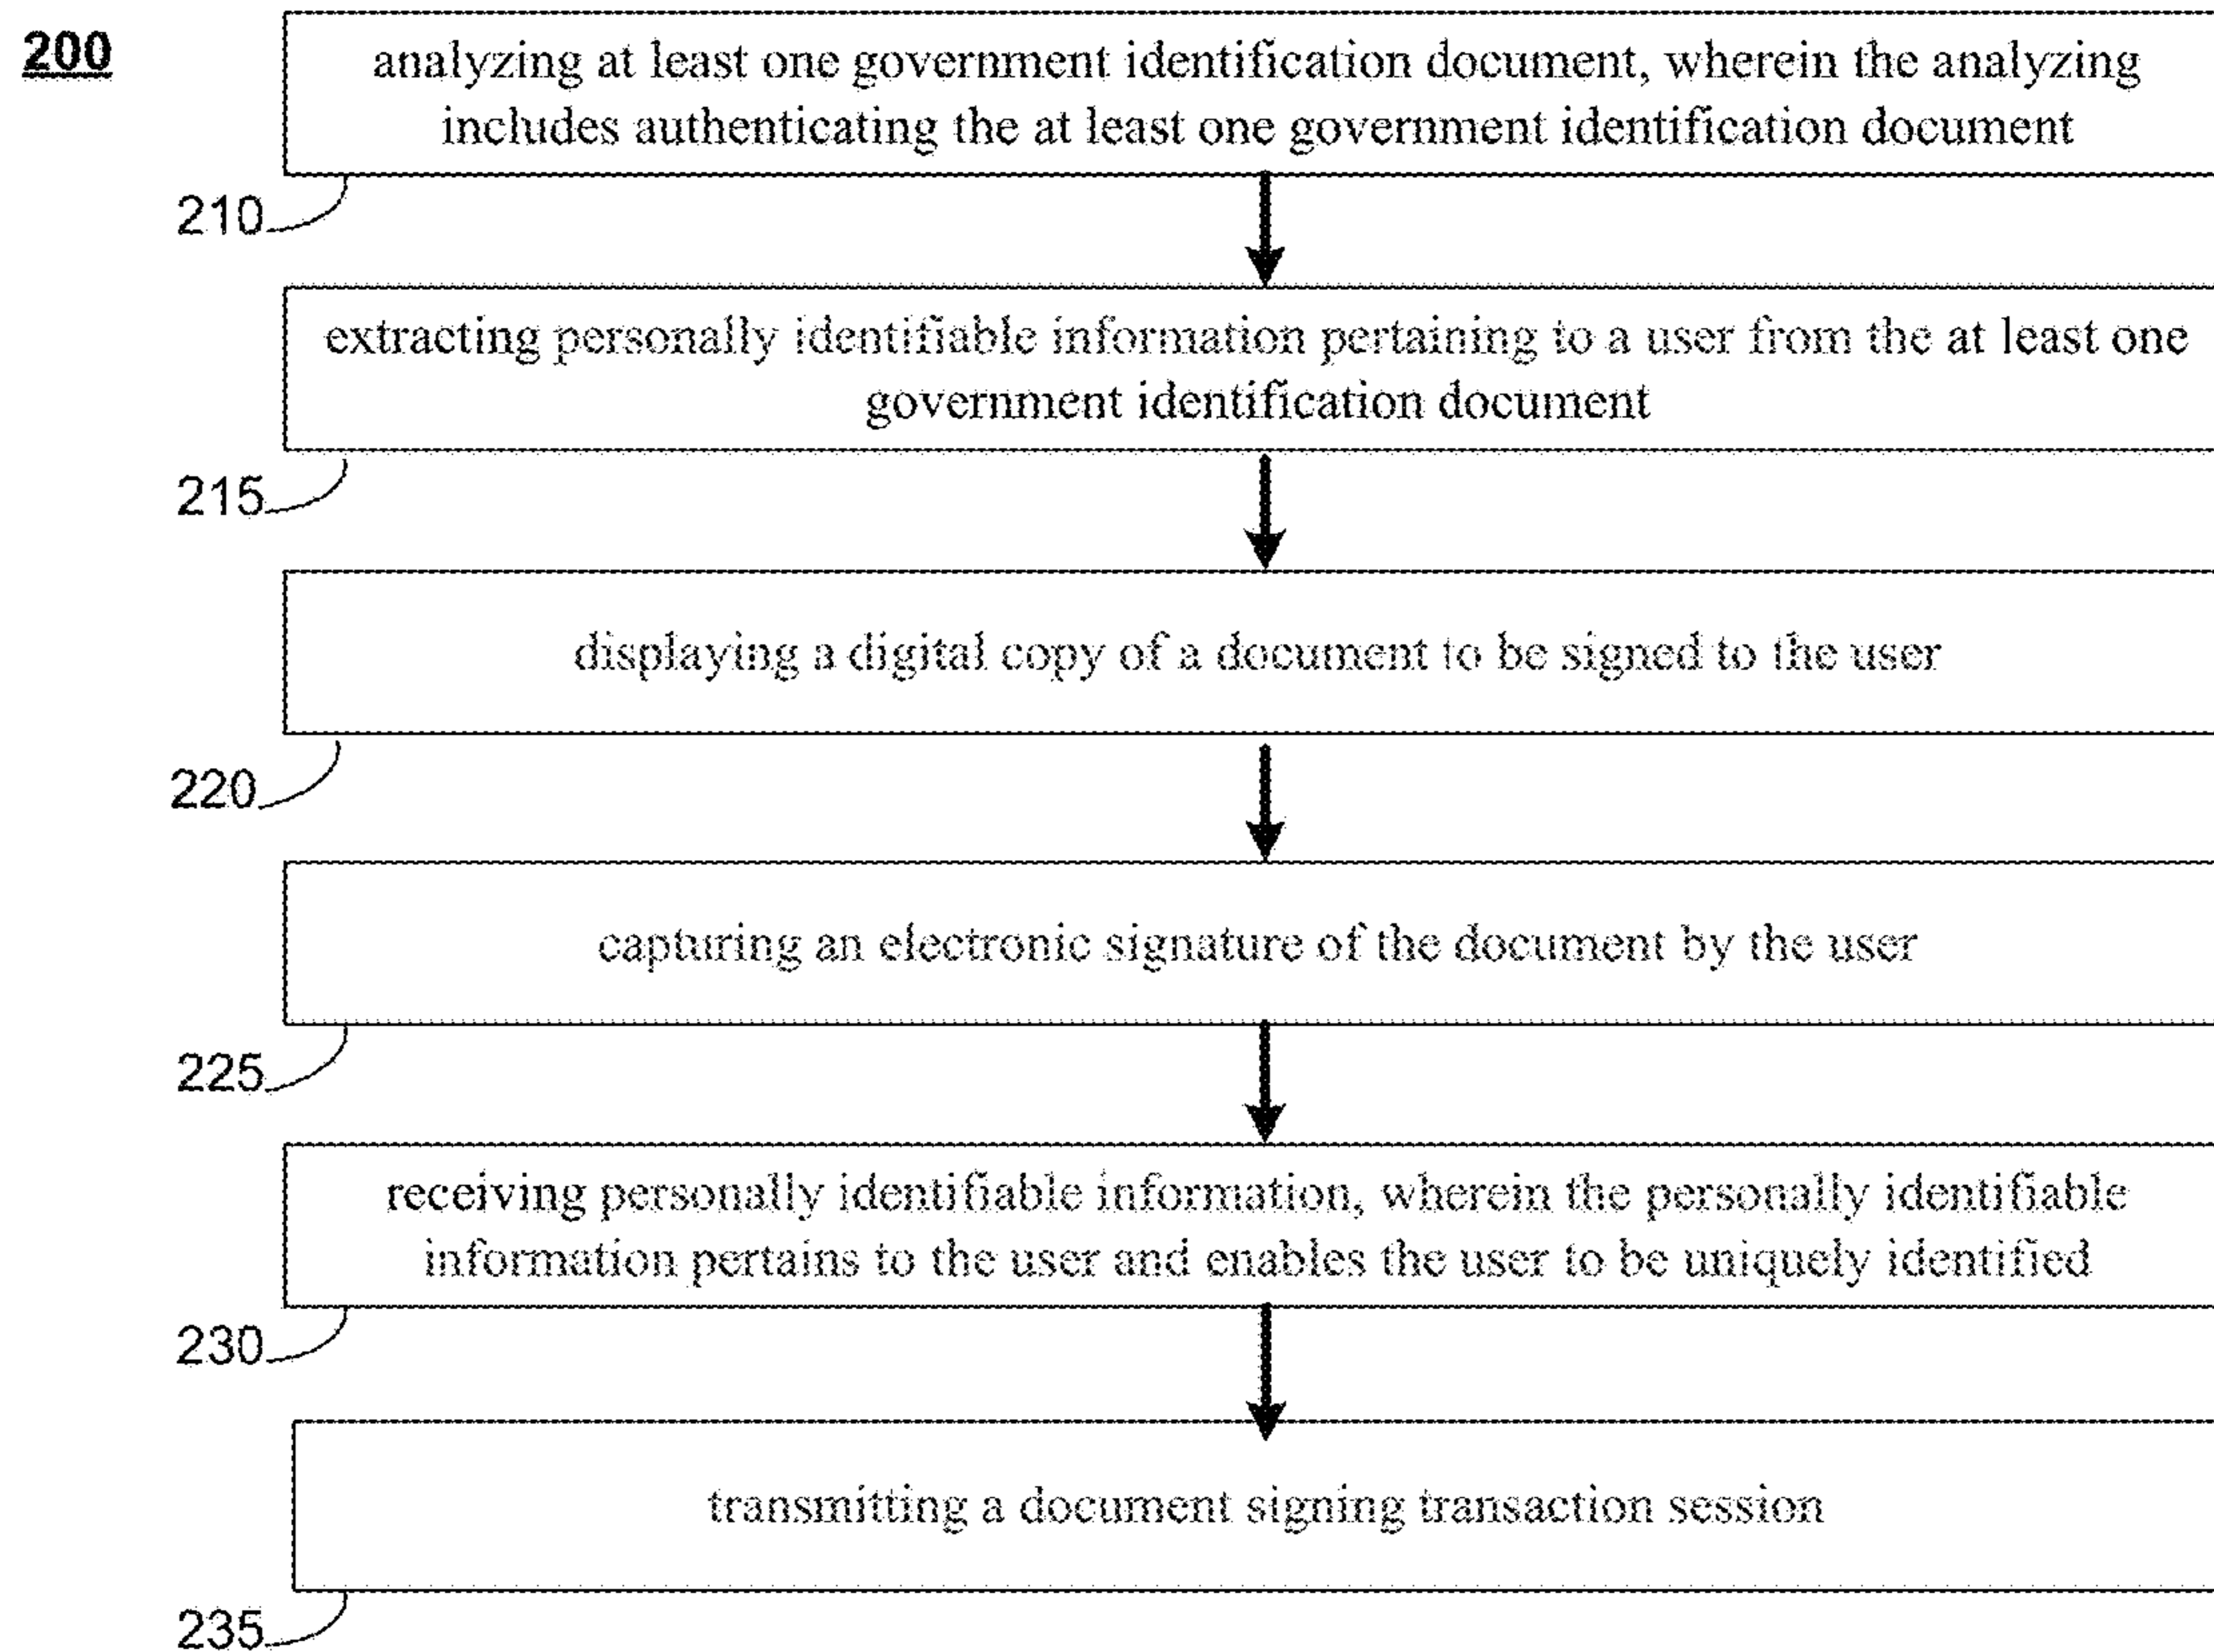 200
analyzing at least one government identification document, wherein the analyzing
includes authenticating the at least one government identification document
210
extracting personally identifiable information pertaining to a user from the at least one
government identification document
215
displaying a digital copy of a document to be signed to the user
220
capturing an electronic signature of the document by the user
225
receiving personally identifiable information, wherein the personally identifiable
information pertains to the user and enables the user to be uniquely identified
230
transmitting a document signing transaction session
235